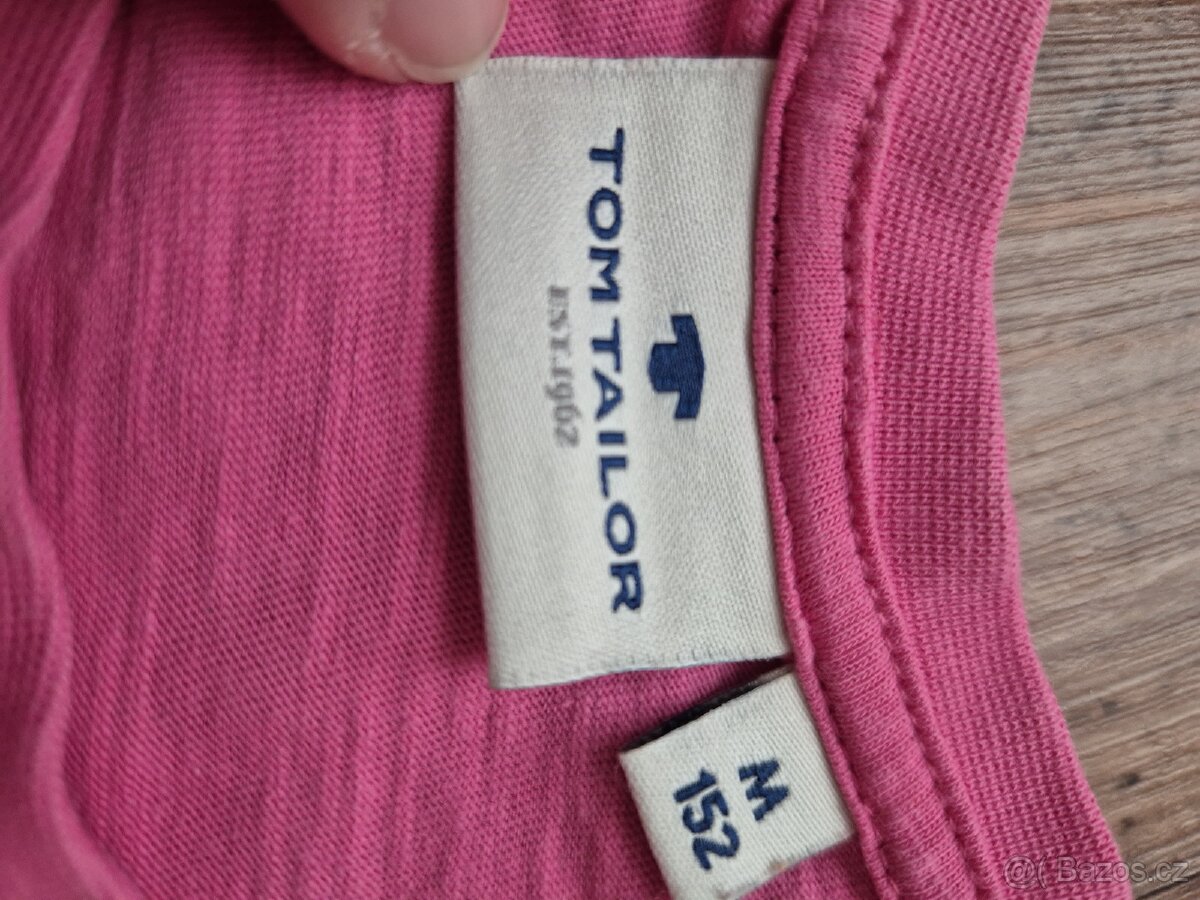 TOM TAILOR
EST. 1962
M
152
@( Bazos.cz